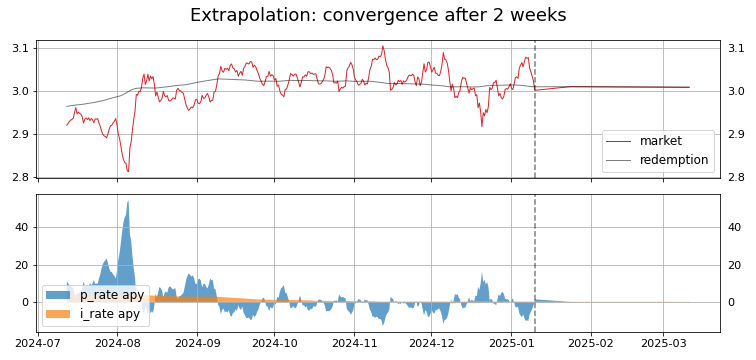 Extrapolation: convergence after 2 weeks
3.1 3.1
3.0 3.0
2.9 2.9
2.8 2.8
market
redemption
40 40
20 20
0 0
p_rate apy
i_rate apy
2024-07 2024-08 2024-09 2024-10 2024-11 2024-12 2025-01 2025-02 2025-03